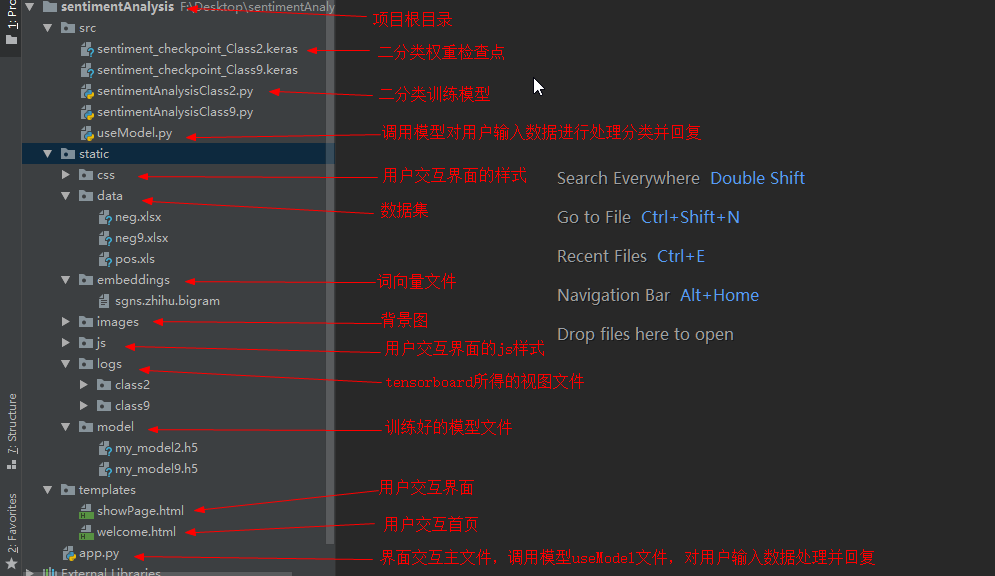 1: Pro
sentimentAnalysis F:\Desktop\sentimentAnaly
项目根目录
src
sentiment_checkpoint_Class2.keras
二分类权重检查点
sentiment_checkpoint_Class9.keras
sentimentAnalysisClass2.py
二分类训练模型
sentimentAnalysisClass9.py
useModel.py
调用模型对用户输入数据进行处理分类并回复
static
css
用户交互界面的样式
data
数据集
neg.xlsx
neg9.xlsx
pos.xls
embeddings
词向量文件
sgns.zhihu.bigram
images
背景图
js
用户交互界面的js样式
logs
tensorboard所得的视图文件
class2
class9
model
训练好的模型文件
my_model2.h5
my_model9.h5
templates
用户交互界面
showPage.html
welcome.html
用户交互首页
app.py
界面交互主文件，调用模型useModel文件，对用户输入数据处理并回复
External Libraries
Search Everywhere Double Shift
Go to File Ctrl+Shift+N
Recent Files Ctrl+E
Navigation Bar Alt+Home
Drop files here to open
7: Structure
2: Favorites